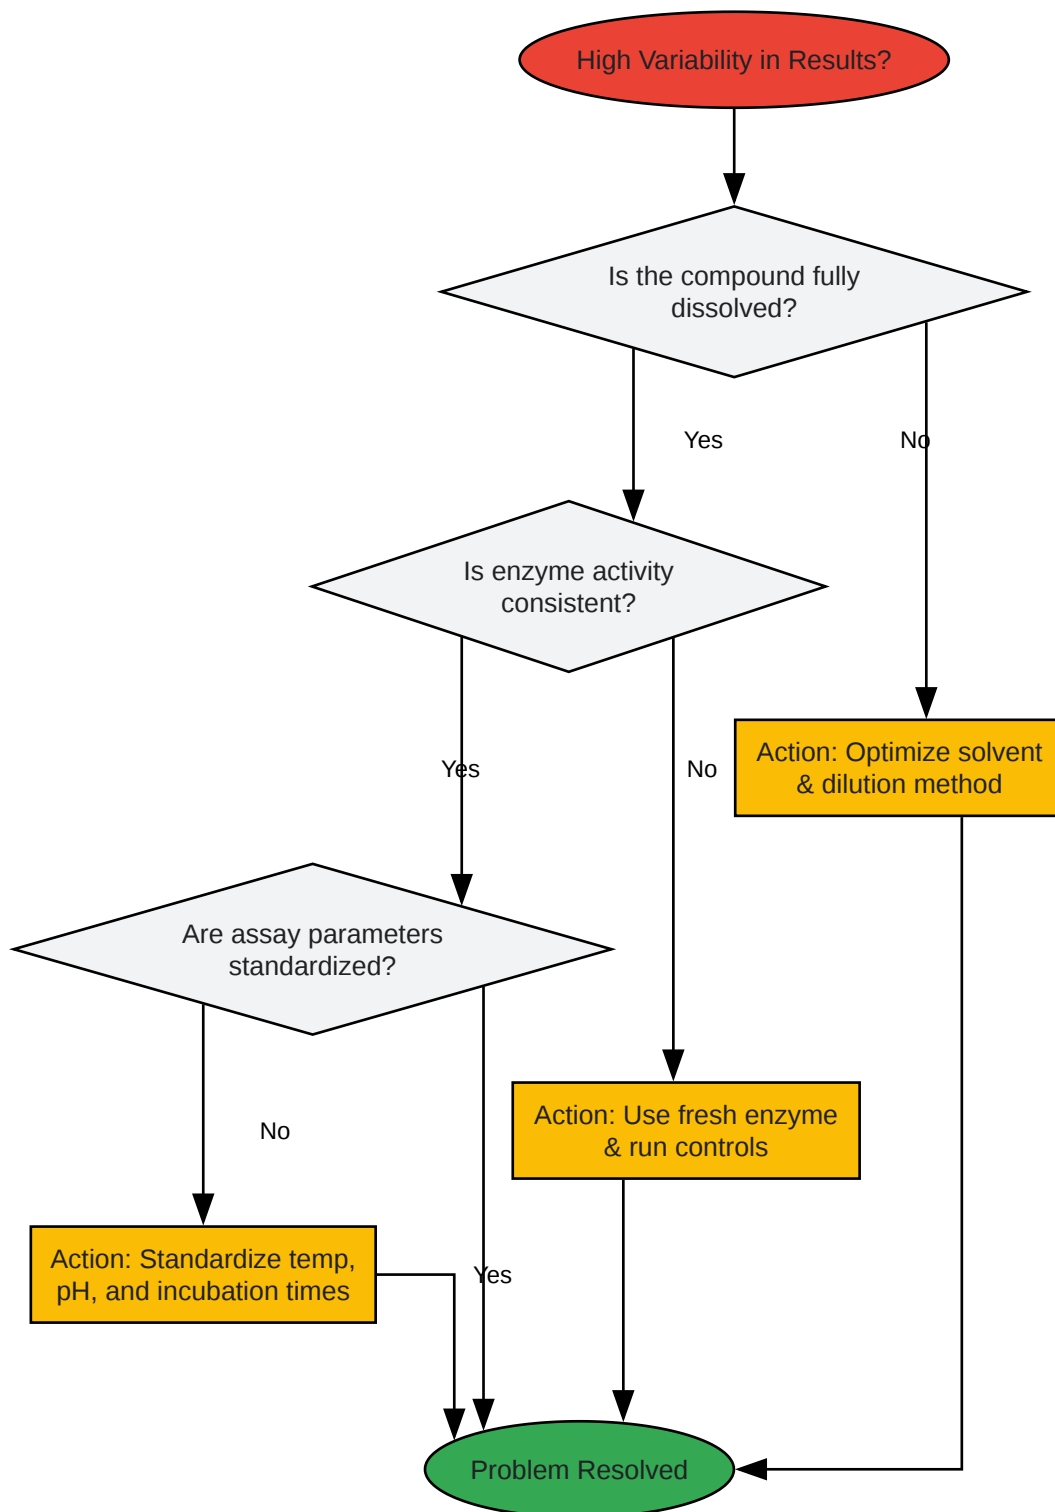 High Variability in Results?
Is the compound fully
dissolved?
Yes
No
Is enzyme activity
consistent?
Yes
No
Action: Optimize solvent
& dilution method
Are assay parameters
standardized?
No
Action: Use fresh enzyme
& run controls
Action: Standardize temp,
pH, and incubation times
Yes
Problem Resolved